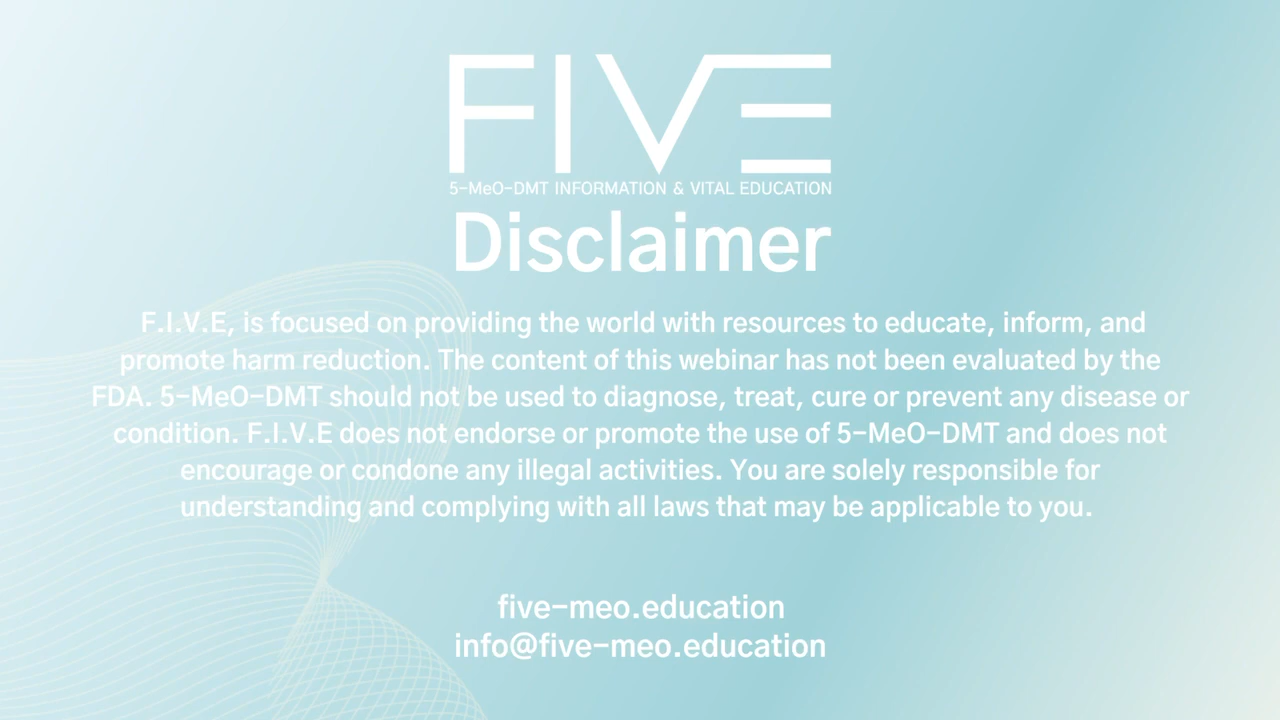 FIVE
5-MeO-DMT INFORMATION & VITAL EDUCATION
Disclaimer
F.I.V.E, is focused on providing the world with resources to educate, inform, and
promote harm reduction. The content of this webinar has not been evaluated by the
FDA. 5-MeO-DMT should not be used to diagnose, treat, cure or prevent any disease or
condition. F.I.V.E does not endorse or promote the use of 5-MeO-DMT and does not
encourage or condone any illegal activities. You are solely responsible for
understanding and complying with all laws that may be applicable to you.
five-meo.education
info@five-meo.education